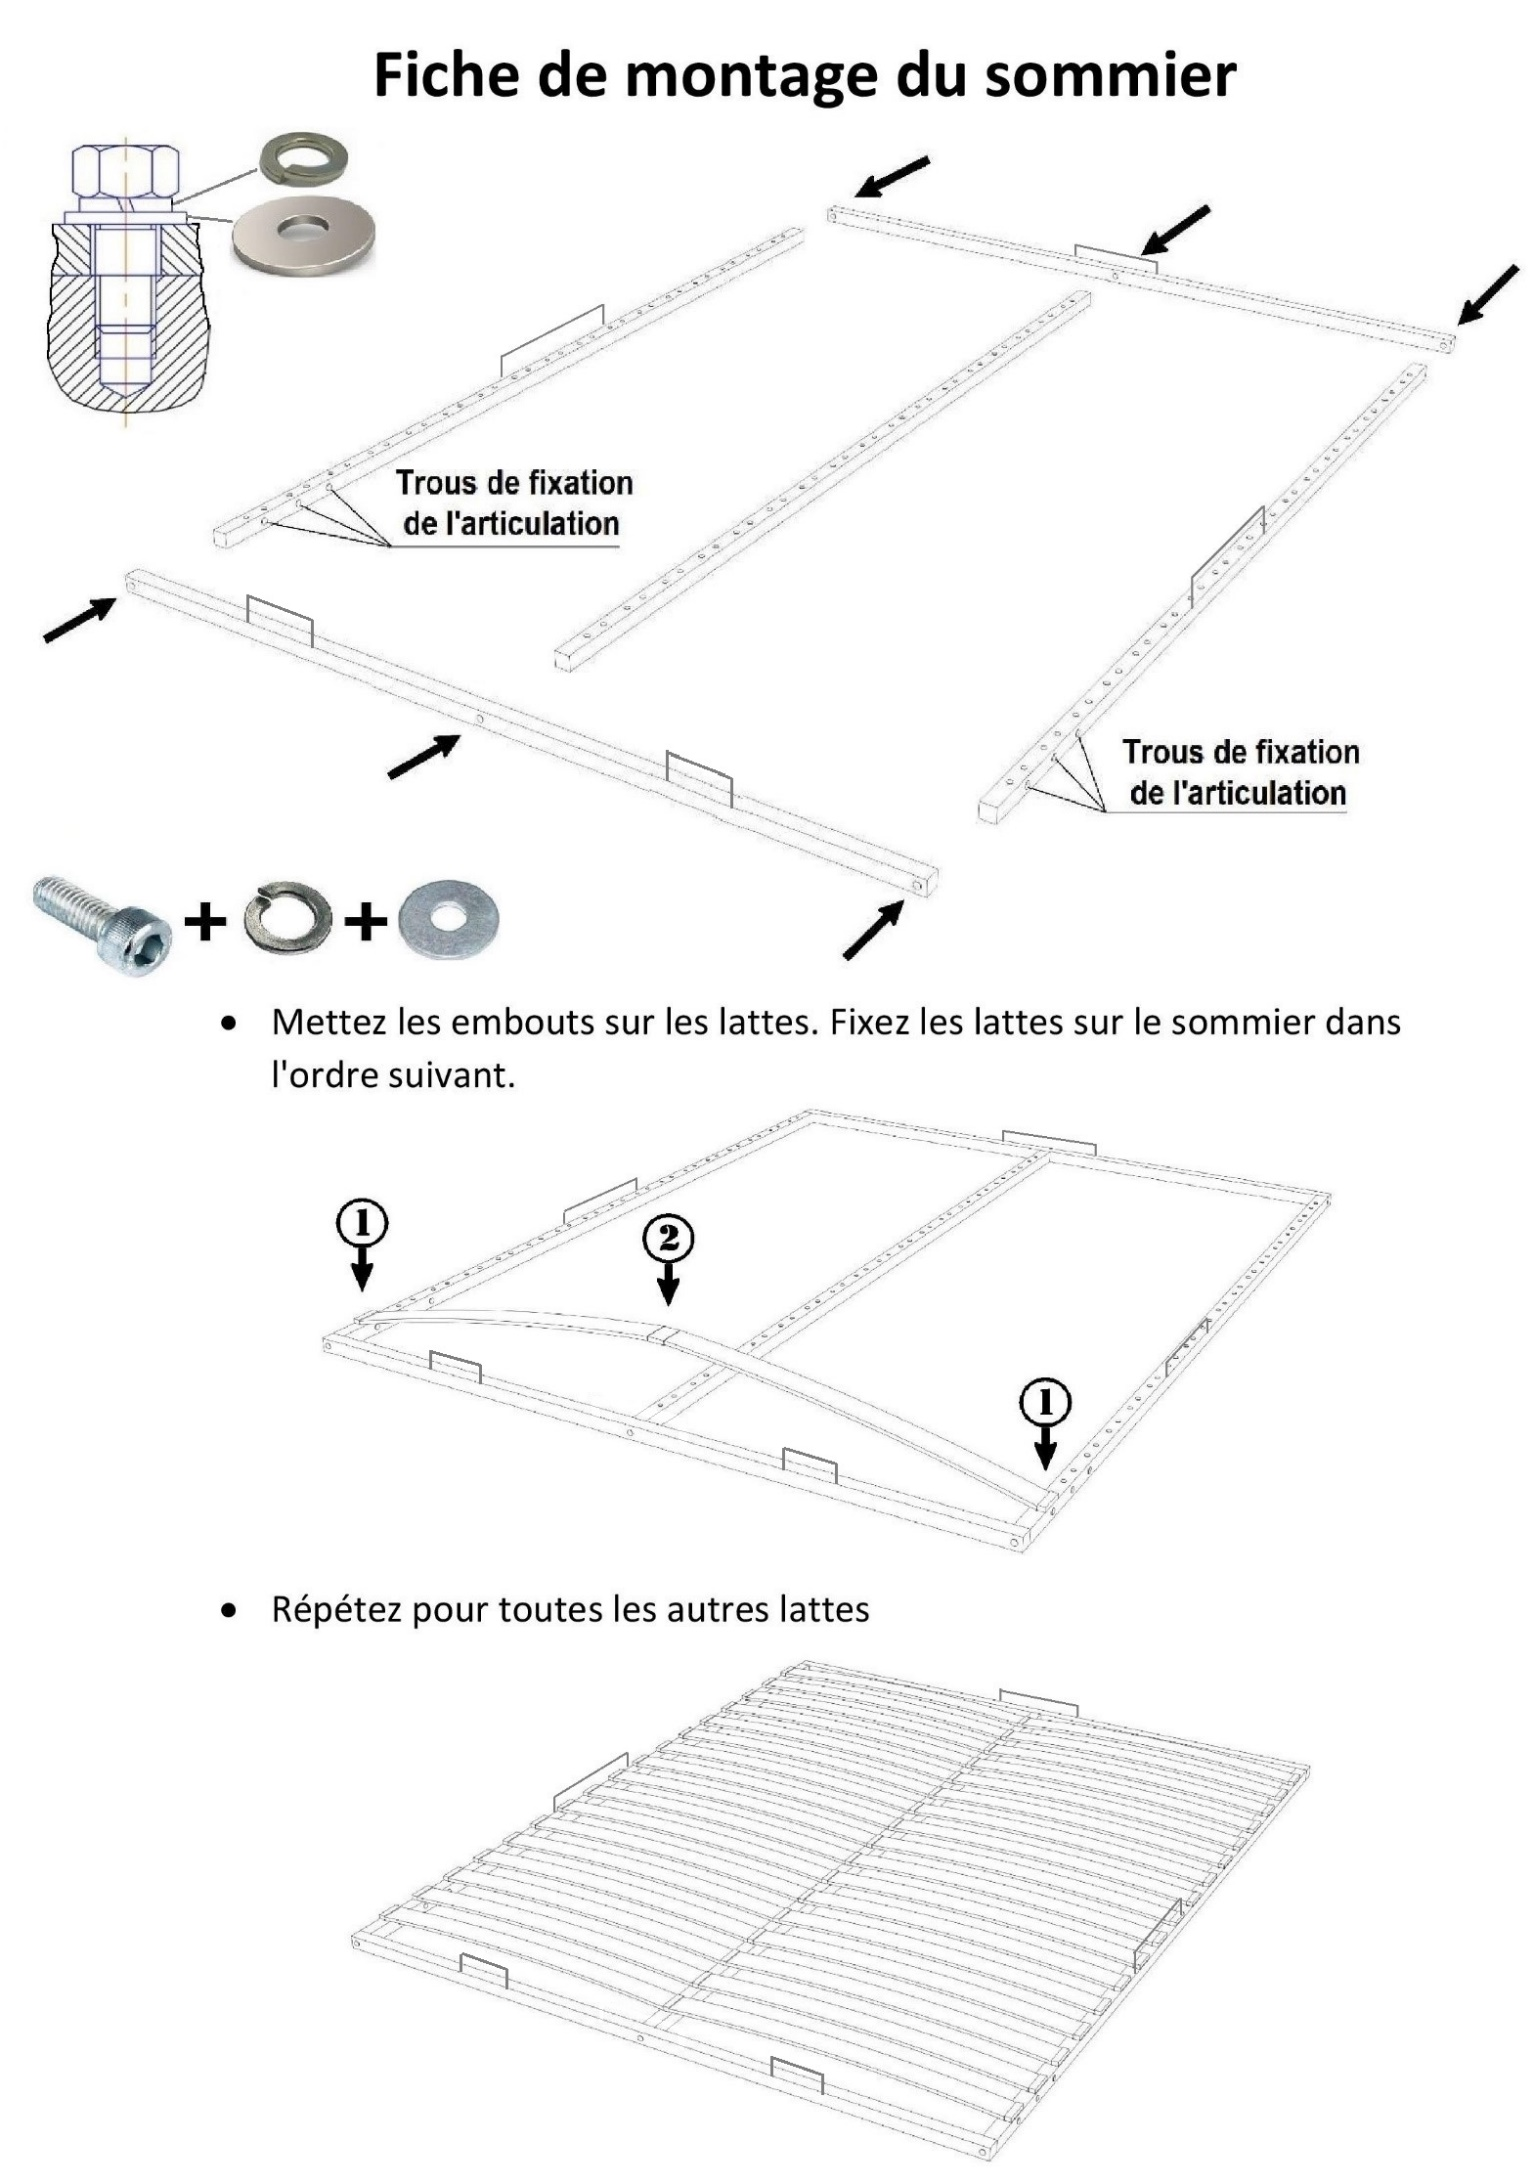 Fiche de montage du sommier
Trous de fixation
de l'articulation
Trous de fixation
de l'articulation
+ +
• Mettez les embouts sur les lattes. Fixez les lattes sur le sommier dans
l'ordre suivant.
1
2
1
• Répétez pour toutes les autres lattes